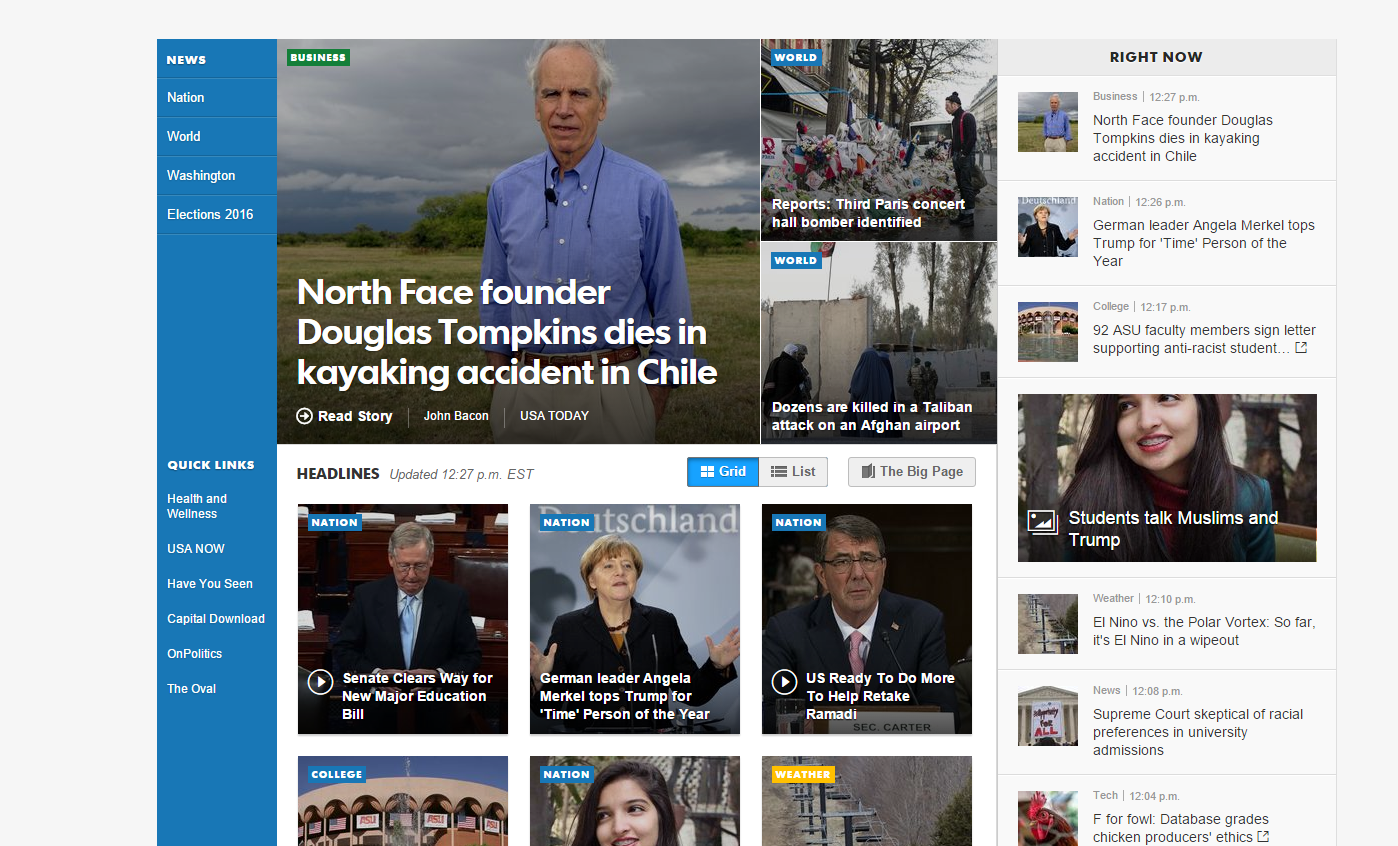 NEWS
Nation
World
Washington
Elections 2016
QUICK LINKS
Health and
Wellness
USA NOW
Have You Seen
Capital Download
OnPolitics
The Oval
BUSINESS
North Face founder
Douglas Tompkins dies in
kayaking accident in Chile
Read Story John Bacon USA TODAY
WORLD
Reports: Third Paris concert
hall bomber identified
WORLD
Dozens are killed in a Taliban
attack on an Afghan airport
HEADLINES Updated 12:27 p.m. EST
Grid List The Big Page
NATION
Senate Clears Way for
New Major Education
Bill
NATION
Deutschland
German leader Angela
Merkel tops Trump for
'Time' Person of the Year
NATION
US Ready To Do More
To Help Retake
Ramadi
SEC. CARTER
COLLEGE
ASU ASU
NATION
WEATHER
RIGHT NOW
Business | 12:27 p.m.
North Face founder Douglas
Tompkins dies in kayaking
accident in Chile
Deutschland
Nation | 12:26 p.m.
German leader Angela Merkel tops
Trump for 'Time' Person of the
Year
College | 12:17 p.m.
92 ASU faculty members sign letter
supporting anti-racist student…
Students talk Muslims and
Trump
Weather | 12:10 p.m.
El Nino vs. the Polar Vortex: So far,
it's El Nino in a wipeout
News | 12:08 p.m.
Supreme Court skeptical of racial
preferences in university
admissions
FOR
ALL
Tech | 12:04 p.m.
F for fowl: Database grades
chicken producers' ethics